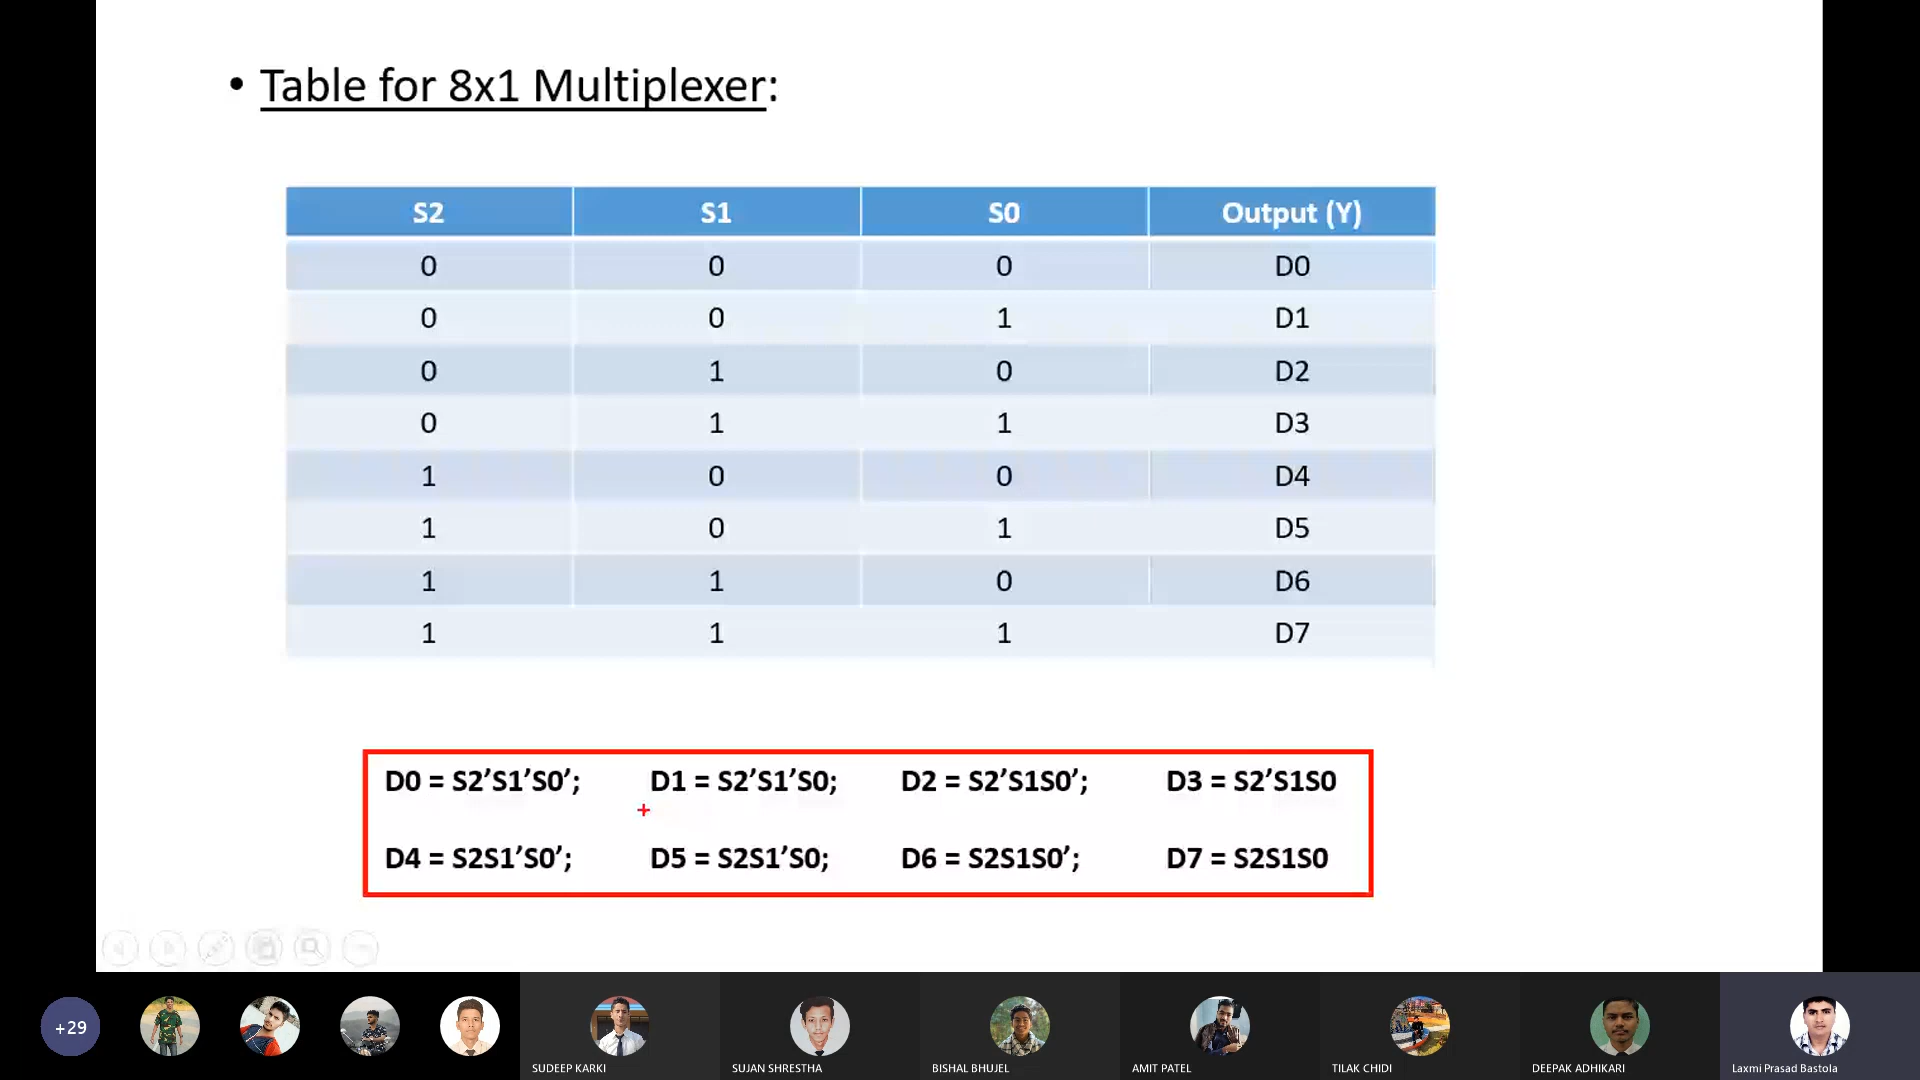 • Table for 8x1 Multiplexer:
S2 S1 S0 Output (Y)
0 0 0 D0
0 0 1 D1
0 1 0 D2
0 1 1 D3
1 0 0 D4
1 0 1 D5
1 1 0 D6
1 1 1 D7
D0 = S2’S1’S0’; D1 = S2’S1’S0; D2 = S2’S1S0’; D3 = S2’S1S0
D4 = S2S1’S0’; D5 = S2S1’S0; D6 = S2S1S0’; D7 = S2S1S0
+29
SUDEEP KARKI SUJAN SHRESTHA BISHAL BHUJEL AMIT PATEL TILAK CHIDI DEEPAK ADHIKARI Laxmi Prasad Bastola